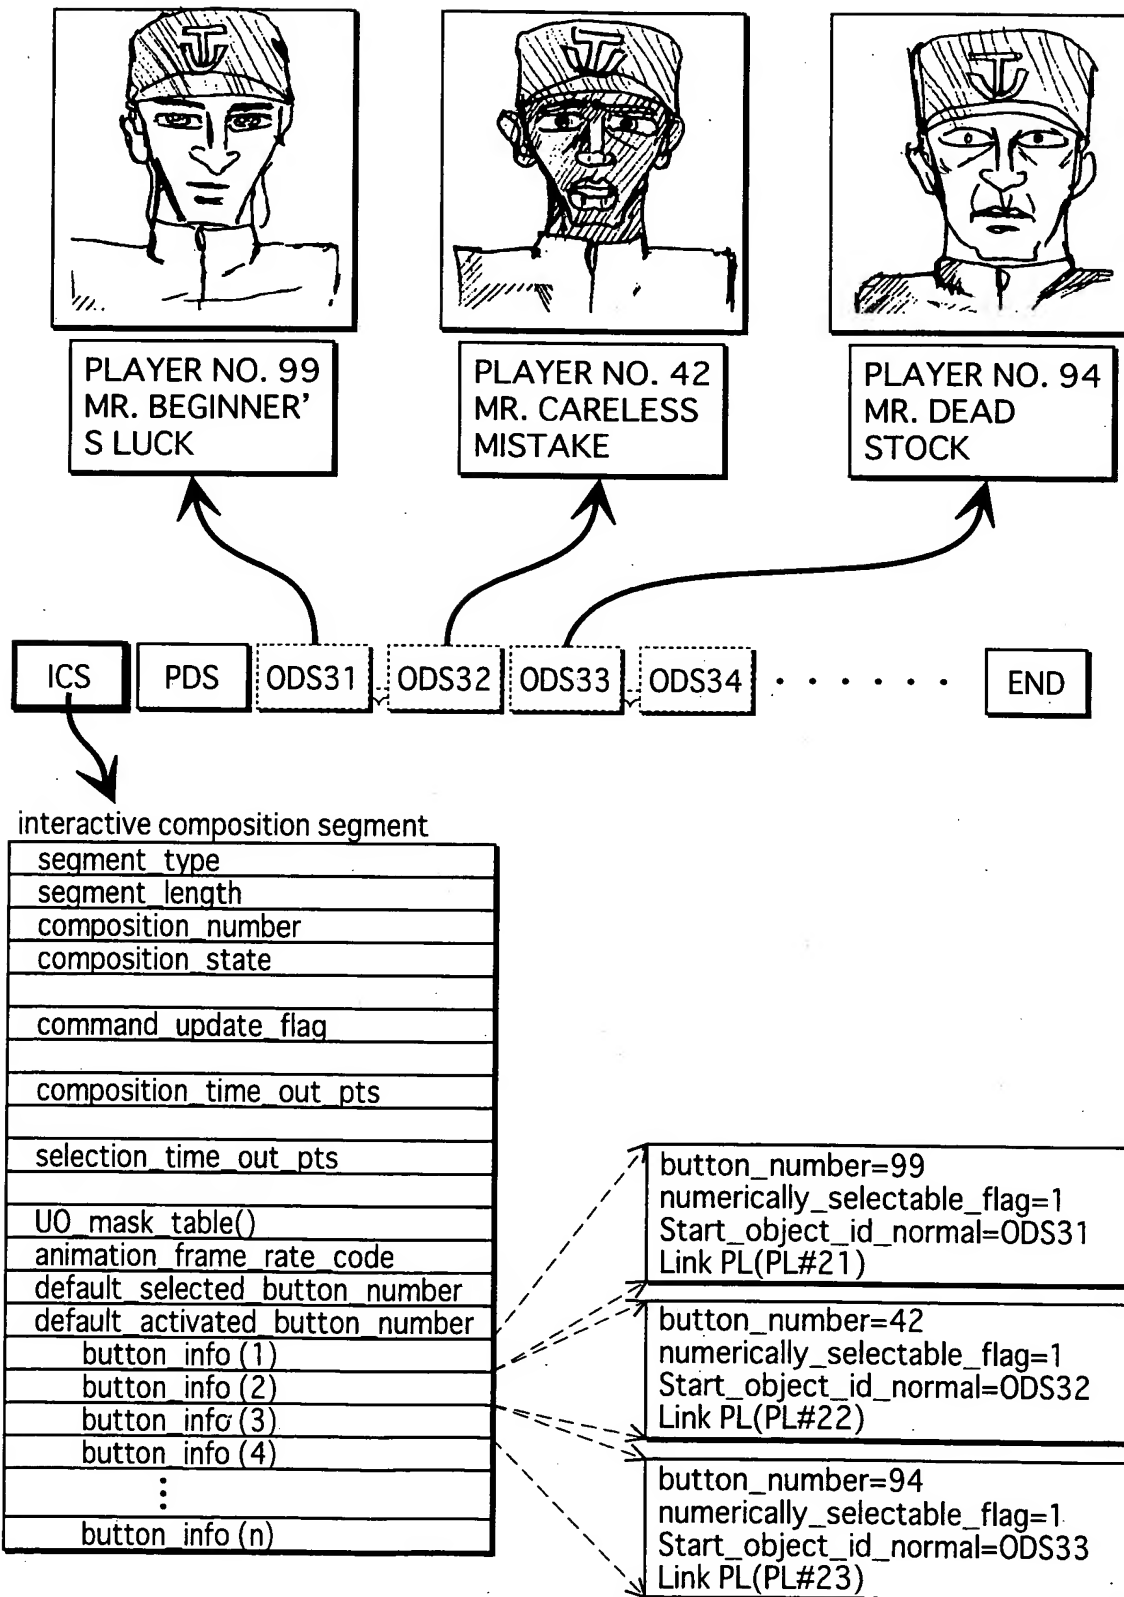 PLAYER NO. 99
MR. BEGINNER'
S LUCK
PLAYER NO. 42
MR. CARELESS
MISTAKE
PLAYER NO. 94
MR. DEAD
STOCK
ICS
PDS
ODS31
ODS32
ODS33
ODS34
END
interactive composition segment
segment_type
segment_length
composition_number
composition_state
command_update_flag
composition_time_out_pts
selection_time_out_pts
UO_mask_table()
animation_frame_rate_code
default_selected_button_number
default_activated_button_number
button_info (1)
button_info (2)
button_info (3)
button_info (4)
button_info (n)
button_number=99
numerically_selectable_flag=1
Start_object_id_normal=ODS31
Link PL(PL#21)
button_number=42
numerically_selectable_flag=1
Start_object_id_normal=ODS32
Link PL(PL#22)
button_number=94
numerically_selectable_flag=1
Start_object_id_normal=ODS33
Link PL(PL#23)